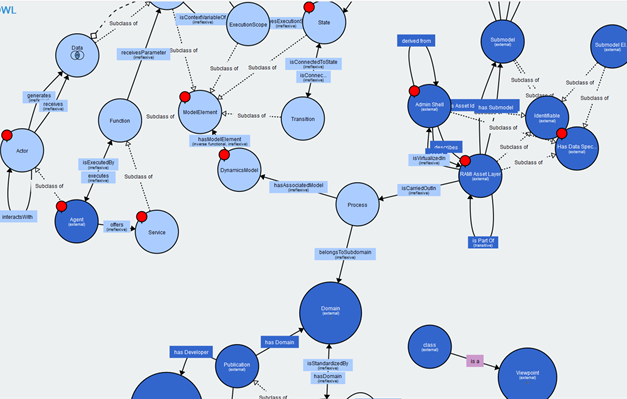 OWL
Subclass of
isContextVariableOf
(irreflexive)
ExecutionScope
State
derived from
Submodel
(external)
Submodel El
(external)
Data
receivesParameter
(irreflexive)
Subclass of
Subclass of
Subclass of
isConnectedToState
(irreflexive)
isConnec...
(irreflexive)
Subclass of
Subclass of
generates
receives
(irreflexive)
Admin Shell
(external)
s Asset Id
has Submodel
Identifiable
(external)
Function
Subclass of
ModelElement
Subclass of
Transition
hasModelElement
(inverse functional, irreflexive)
describes
Subclass of
Has Data Spec...
(external)
Actor
isVirtualizedIn
(irreflexive)
Subclass of
isExecutedBy
(irreflexive)
executes
(irreflexive)
DynamicsModel
RAMI Asset Layer
(external)
Subclass of
Subclass of
hasAssociatedModel
(irreflexive)
isCarriedOutIn
(irreflexive)
Process
interactsWith
Agent
(external)
offers
(irreflexive)
Service
is Part Of
(transitive)
belongsToSubdomain
(irreflexive)
Domain
(external)
has Domain
has Developer
Publication
(external)
isStandardizedBy
(irreflexive)
hasDomain
(irreflexive)
class
(external)
is a
Viewpoint
(external)
Subclass of